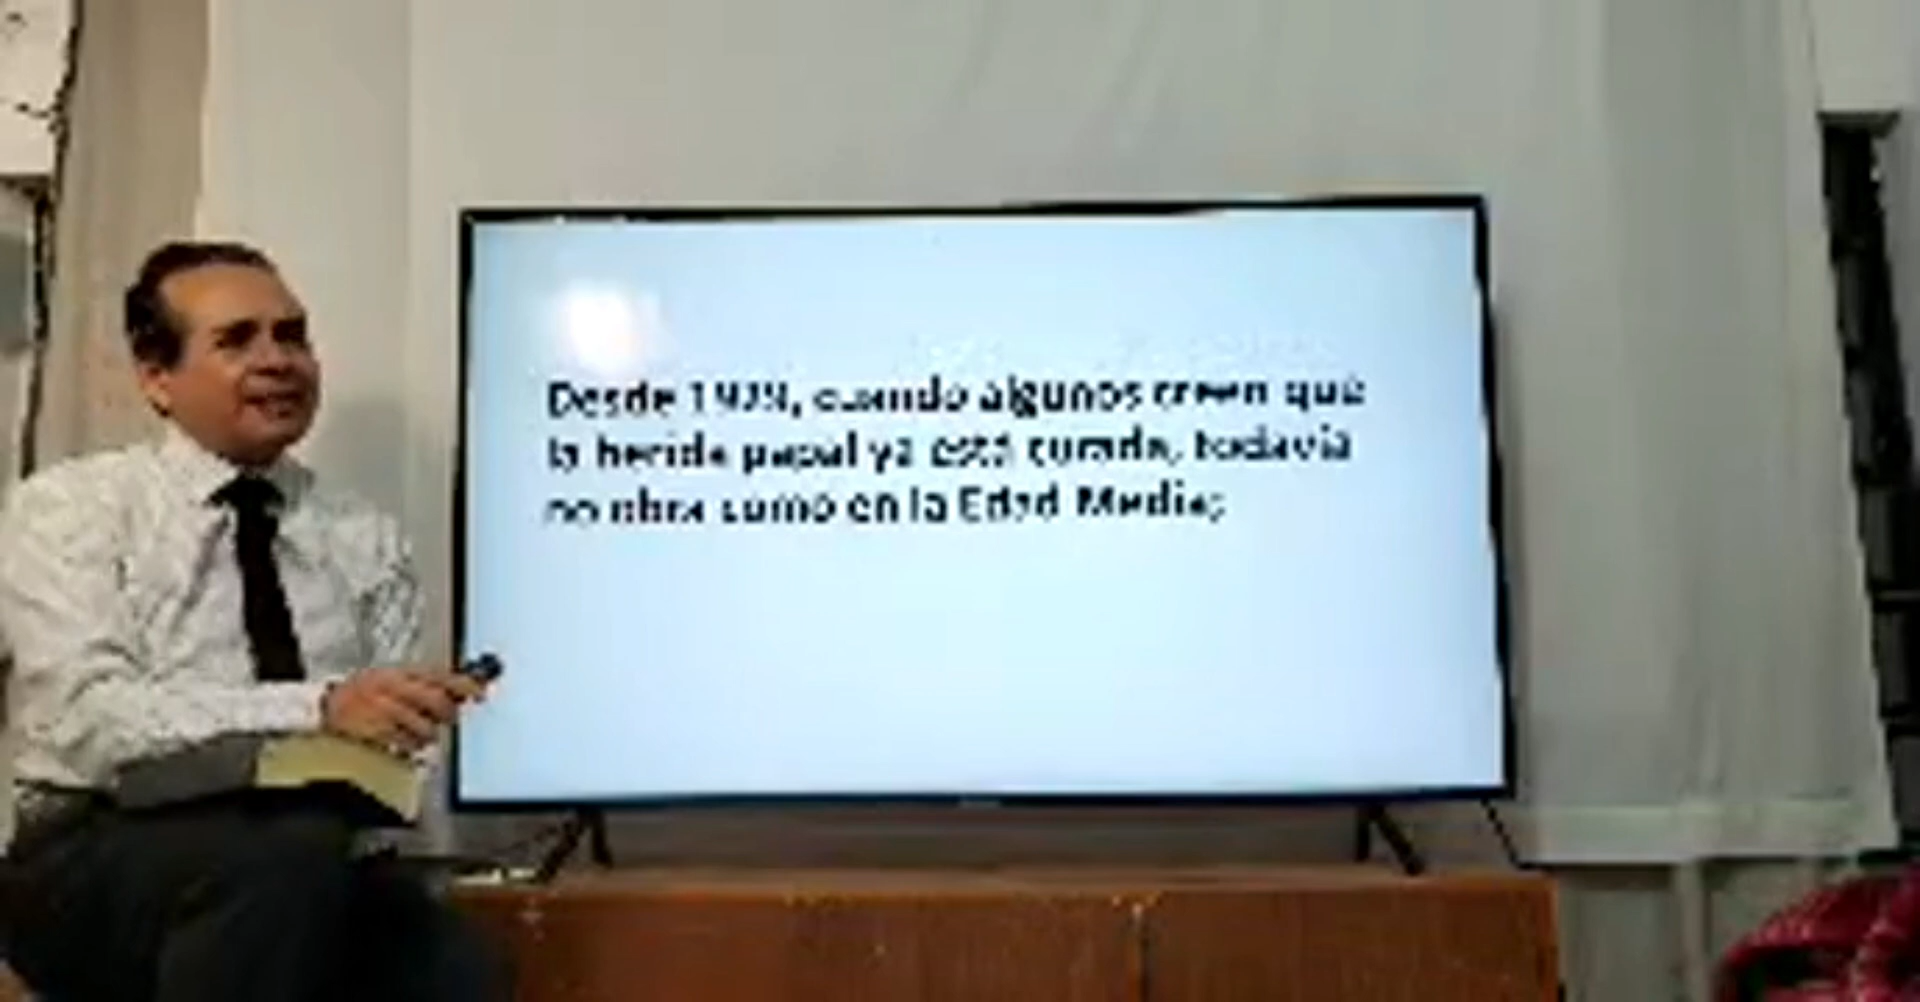 Desde 1929, cuando algunos creen que
la herida papal ya está curada, todavía
no obra como en la Edad Media;